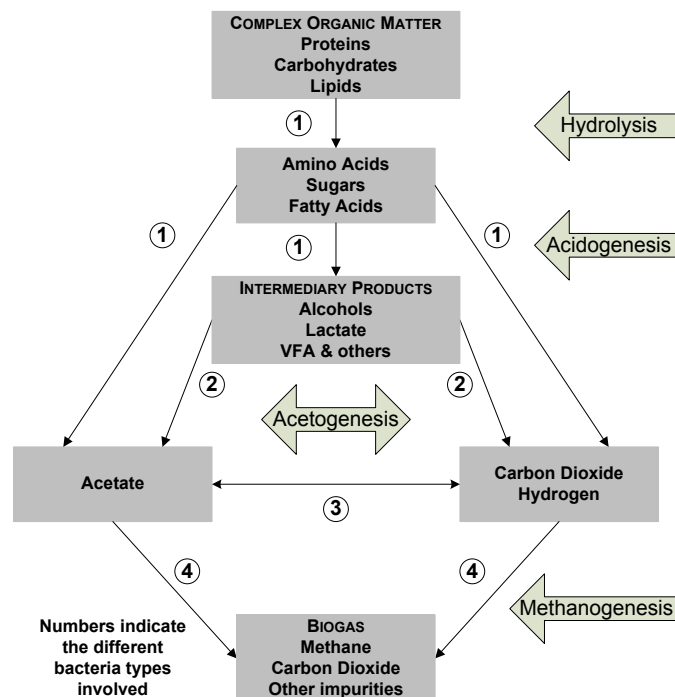 COMPLEX ORGANIC MATTER
Proteins
Carbohydrates
Lipids
1
Hydrolysis
Amino Acids
Sugars
Fatty Acids
1
1
1
Acidogenesis
INTERMEDIARY PRODUCTS
Alcohols
Lactate
VFA & others
2
2
Acetogenesis
Acetate
Carbon Dioxide
Hydrogen
3
4
4
Methanogenesis
Numbers indicate
the different
bacteria types
involved
BIOGAS
Methane
Carbon Dioxide
Other impurities